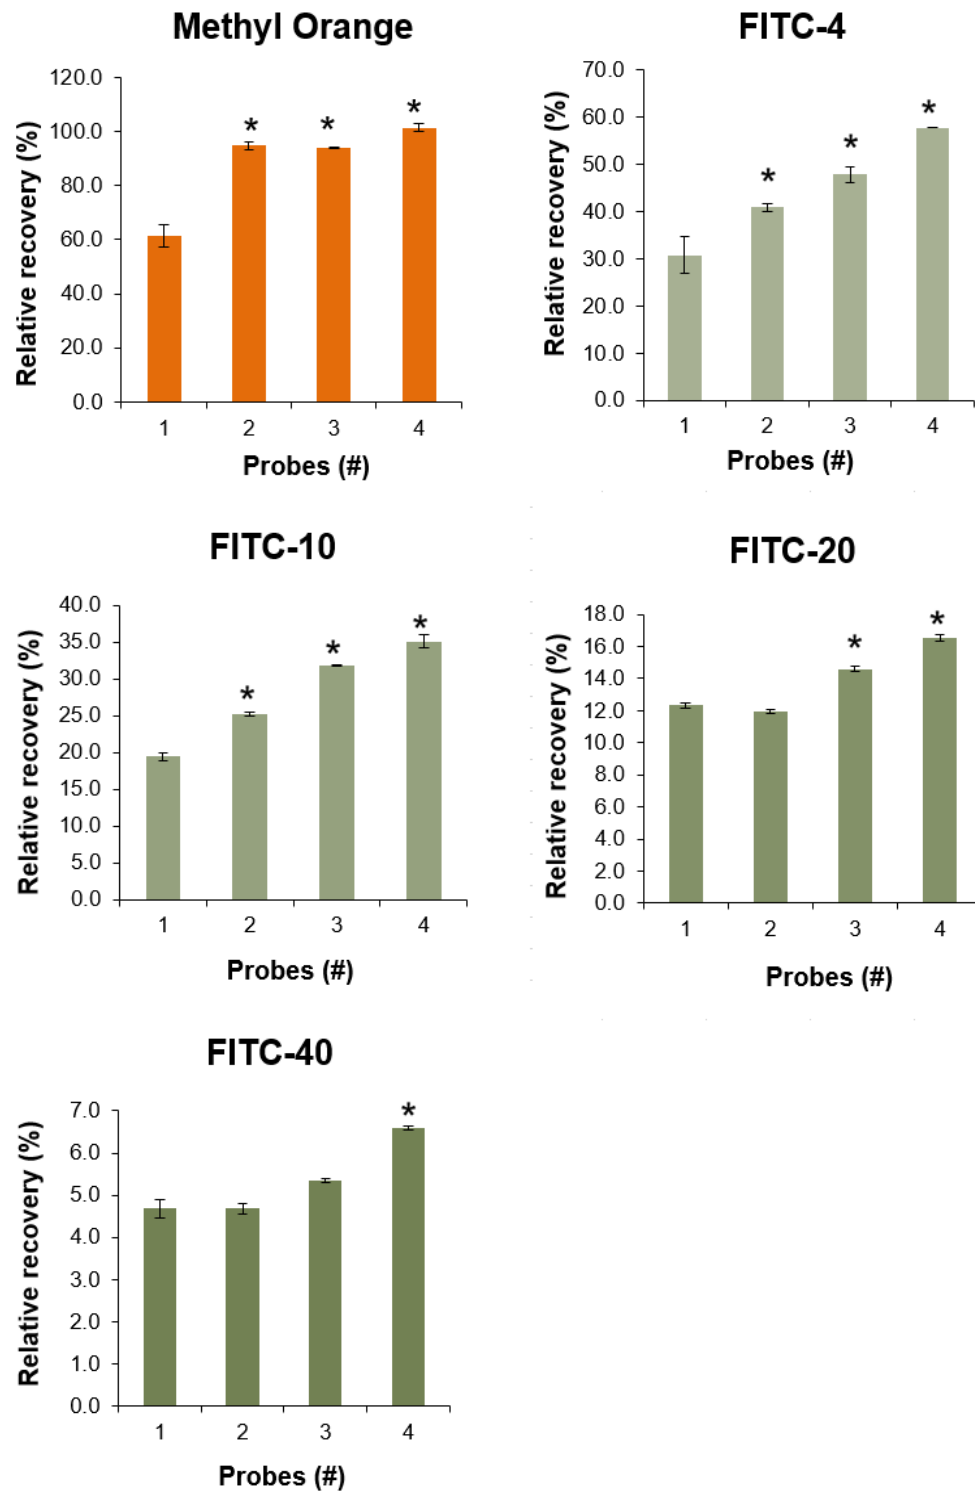 Methyl Orange
Relative recovery (%)
120.0
100.0
80.0
60.0
40.0
20.0
0.0
* * *
1 2 3 4
Probes (#)
FITC-4
Relative recovery (%)
70.0
60.0
50.0
40.0
30.0
20.0
10.0
0.0
* * *
1 2 3 4
Probes (#)
FITC-10
Relative recovery (%)
40.0
35.0
30.0
25.0
20.0
15.0
10.0
5.0
0.0
* * *
1 2 3 4
Probes (#)
FITC-20
Relative recovery (%)
18.0
16.0
14.0
12.0
10.0
8.0
6.0
4.0
2.0
0.0
* *
1 2 3 4
Probes (#)
FITC-40
Relative recovery (%)
7.0
6.0
5.0
4.0
3.0
2.0
1.0
0.0
*
1 2 3 4
Probes (#)